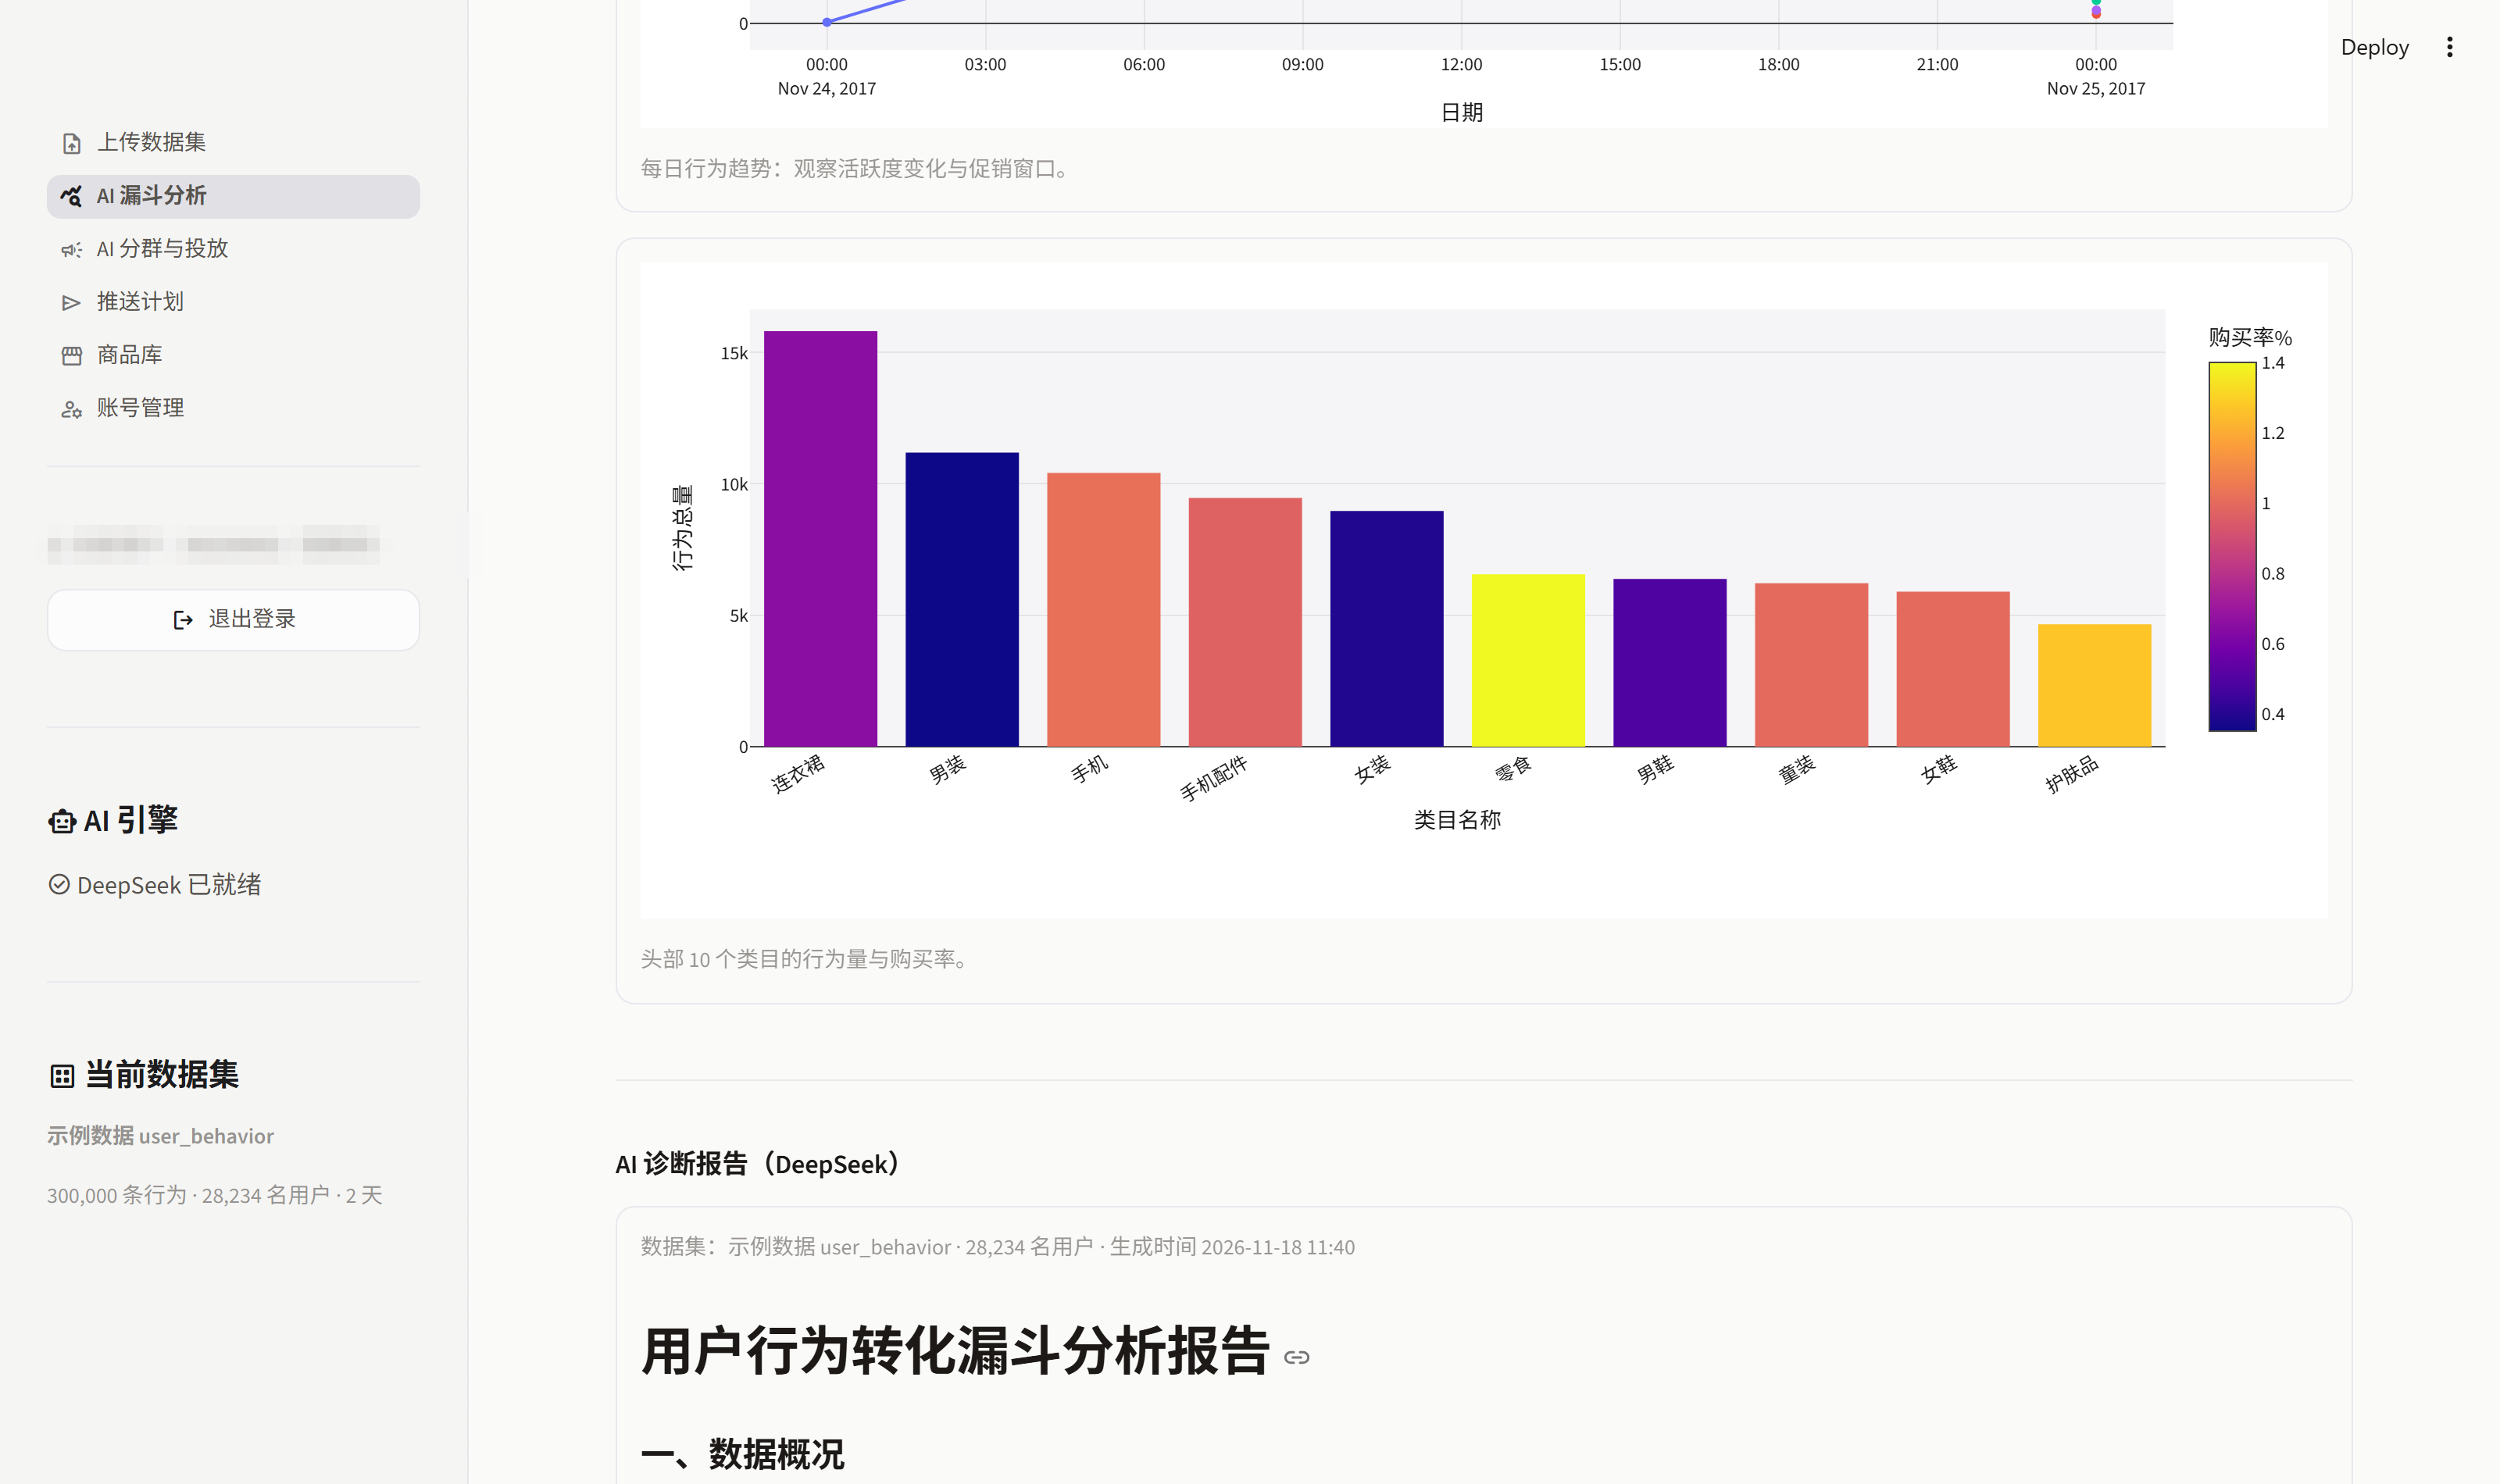 上传数据集
AI 漏斗分析
AI 分群与投放
推送计划
商品库
账号管理
退出登录
AI 引擎
DeepSeek 已就绪
当前数据集
示例数据 user_behavior
300,000 条行为 · 28,234 名用户 · 2 天
Deploy
0
00:00
Nov 24, 2017
03:00
06:00
09:00
12:00
15:00
18:00
21:00
00:00
Nov 25, 2017
日期
每日行为趋势：观察活跃度变化与促销窗口。
购买率%
1.4
1.2
1
0.8
0.6
0.4
行为总量
15k
10k
5k
0
连衣裙
男装
手机
手机配件
女装
零食
男鞋
童装
女鞋
护肤品
类目名称
头部 10 个类目的行为量与购买率。
AI 诊断报告（DeepSeek）
数据集：示例数据 user_behavior · 28,234 名用户 · 生成时间 2026-11-18 11:40
用户行为转化漏斗分析报告
一、数据概况